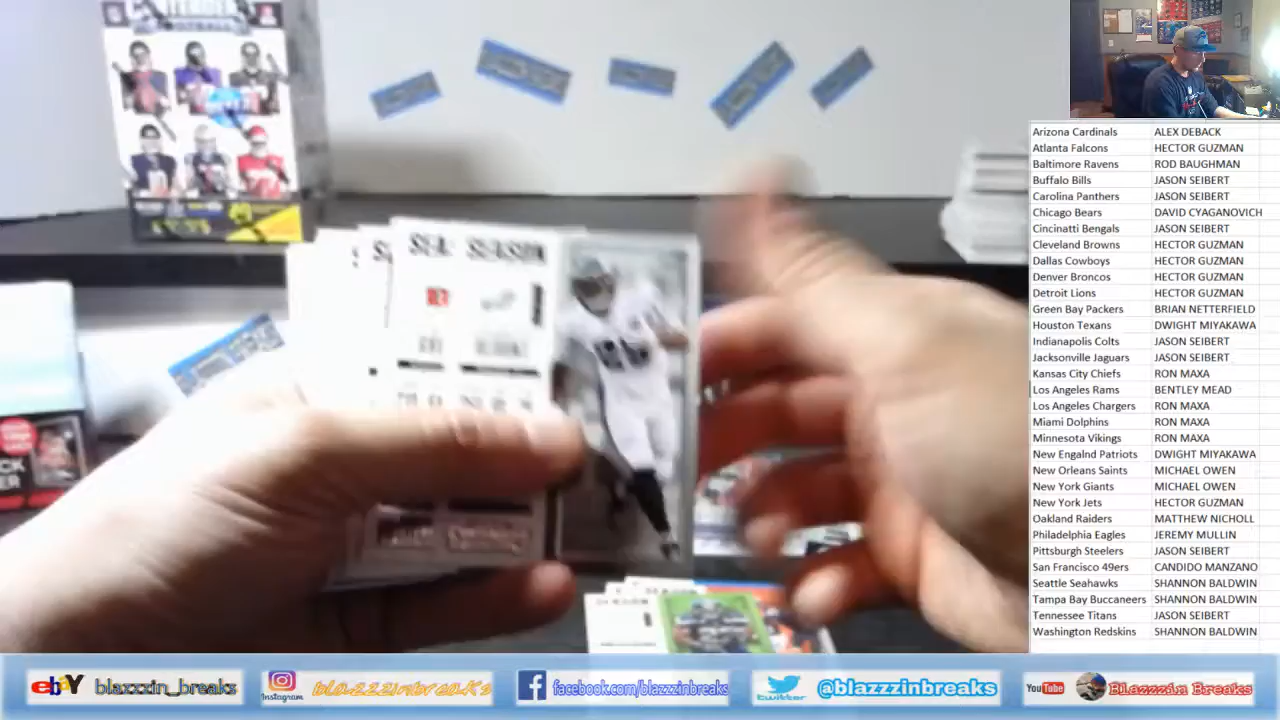 SEASON
SEASON
Arizona Cardinals ALEX DEBACK
Atlanta Falcons HECTOR GUZMAN
Baltimore Ravens ROD BAUGHMAN
Buffalo Bills JASON SEIBERT
Carolina Panthers JASON SEIBERT
Chicago Bears DAVID CYAGANOVICH
Cincinatti Bengals JASON SEIBERT
Cleveland Browns HECTOR GUZMAN
Dallas Cowboys HECTOR GUZMAN
Denver Broncos HECTOR GUZMAN
Detroit Lions HECTOR GUZMAN
Green Bay Packers BRIAN NETTERFIELD
Houston Texans DWIGHT MIYAKAWA
Indianapolis Colts JASON SEIBERT
Jacksonville Jaguars JASON SEIBERT
Kansas City Chiefs RON MAXA
Los Angeles Rams BENTLEY MEAD
Los Angeles Chargers RON MAXA
Miami Dolphins RON MAXA
Minnesota Vikings RON MAXA
New Engalnd Patriots DWIGHT MIYAKAWA
New Orleans Saints MICHAEL OWEN
New York Giants MICHAEL OWEN
New York Jets HECTOR GUZMAN
Oakland Raiders MATTHEW NICHOLL
Philadelphia Eagles JEREMY MULLIN
Pittsburgh Steelers JASON SEIBERT
San Francisco 49ers CANDIDO MANZANO
Seattle Seahawks SHANNON BALDWIN
Tampa Bay Buccaneers SHANNON BALDWIN
Tennessee Titans JASON SEIBERT
Washington Redskins SHANNON BALDWIN
ebaY blazzzin_breaks
Instagram blazzzinbreaks
facebook.com/blazzzinbreaks
twitter @blazzzinbreaks
YouTube Blazzzin Breaks